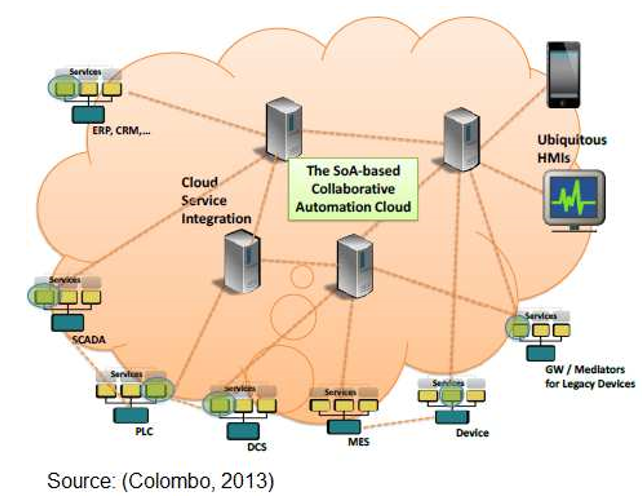 Services
ERP, CRM,...
Ubiquitous
HMIs
The SoA-based
Collaborative
Automation Cloud
Cloud
Service
Integration
Services
SCADA
Services
GW / Mediators
for Legacy Devices
Services
PLC
Services
DCS
Services
MES
Services
Device
Source: (Colombo, 2013)